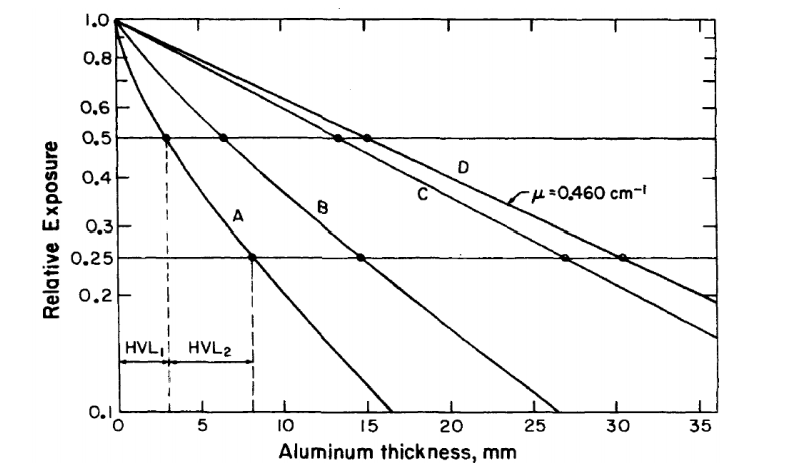 1.0
0.8
0.6
0.5
0.4
0.3
0.25
0.2
0.1
Relative Exposure
A
B
C
D
μ=0.460 cm⁻¹
HVL₁
HVL₂
0 5 10 15 20 25 30 35
Aluminum thickness, mm